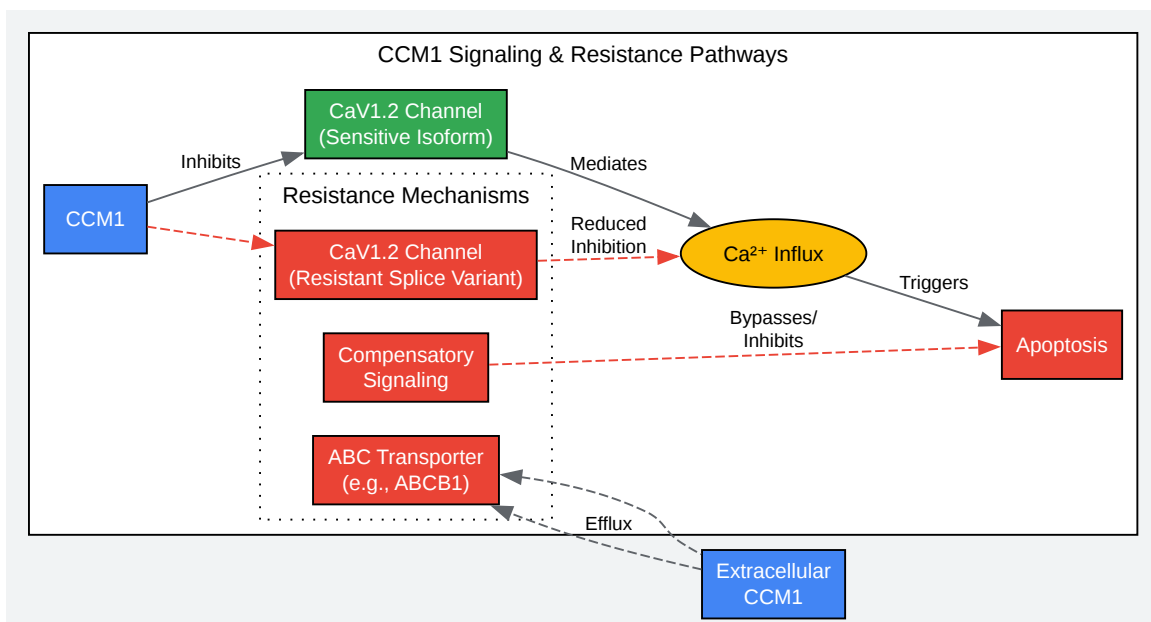 CCM1 Signaling & Resistance Pathways
CaV1.2 Channel
(Sensitive Isoform)
Inhibits
Mediates
CCM1
Resistance Mechanisms
CaV1.2 Channel
(Resistant Splice Variant)
Reduced
Inhibition
Ca²⁺ Influx
Triggers
Compensatory
Signaling
Bypasses/
Inhibits
Apoptosis
ABC Transporter
(e.g., ABCB1)
Efflux
Extracellular
CCM1